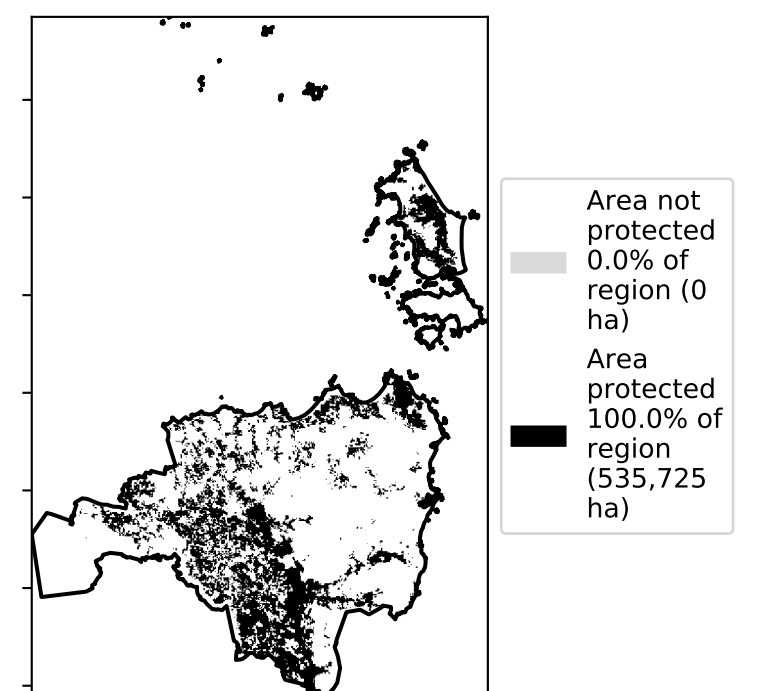 Area not
protected
0.0% of
region (0
ha)
Area
protected
100.0% of
region
(535,725
ha)